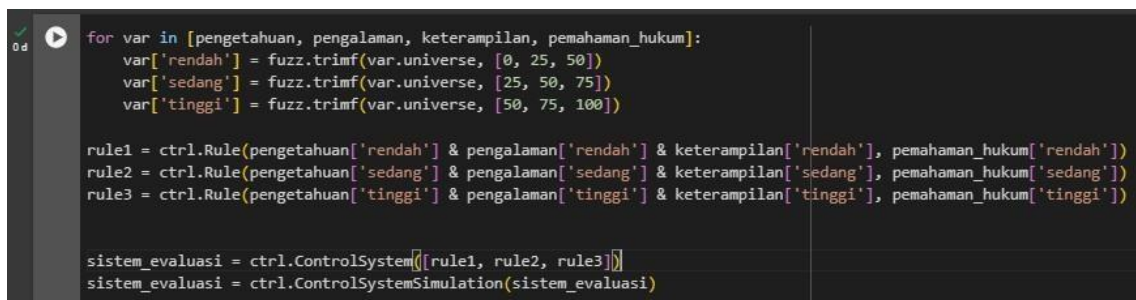 for var in [pengetahuan, pengalaman, keterampilan, pemahaman_hukum]:
    var['rendah'] = fuzz.trimf(var.universe, [0, 25, 50])
    var['sedang'] = fuzz.trimf(var.universe, [25, 50, 75])
    var['tinggi'] = fuzz.trimf(var.universe, [50, 75, 100])
0 d
rule1 = ctrl.Rule(pengetahuan['rendah'] & pengalaman['rendah'] & keterampilan['rendah'], pemahaman_hukum['rendah'])
rule2 = ctrl.Rule(pengetahuan['sedang'] & pengalaman['sedang'] & keterampilan['sedang'], pemahaman_hukum['sedang'])
rule3 = ctrl.Rule(pengetahuan['tinggi'] & pengalaman['tinggi'] & keterampilan['tinggi'], pemahaman_hukum['tinggi'])
sistem_evaluasi = ctrl.ControlSystem([rule1, rule2, rule3])
sistem_evaluasi = ctrl.ControlSystemSimulation(sistem_evaluasi)